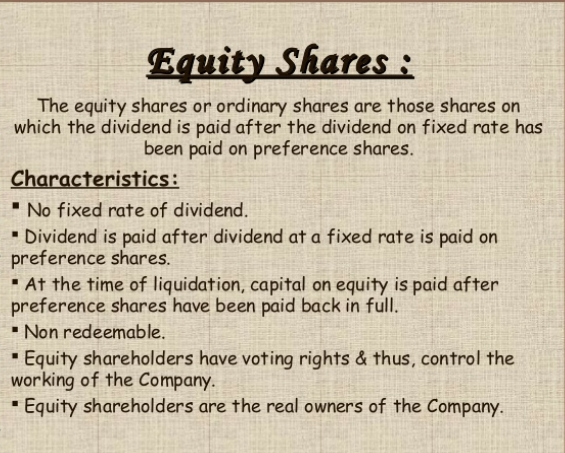 Equity Shares :
The equity shares or ordinary shares are those shares on
which the dividend is paid after the dividend on fixed rate has
been paid on preference shares.
Characteristics:
▪ No fixed rate of dividend.
▪ Dividend is paid after dividend at a fixed rate is paid on
preference shares.
▪ At the time of liquidation, capital on equity is paid after
preference shares have been paid back in full.
▪ Non redeemable.
▪ Equity shareholders have voting rights & thus, control the
working of the Company.
▪ Equity shareholders are the real owners of the Company.